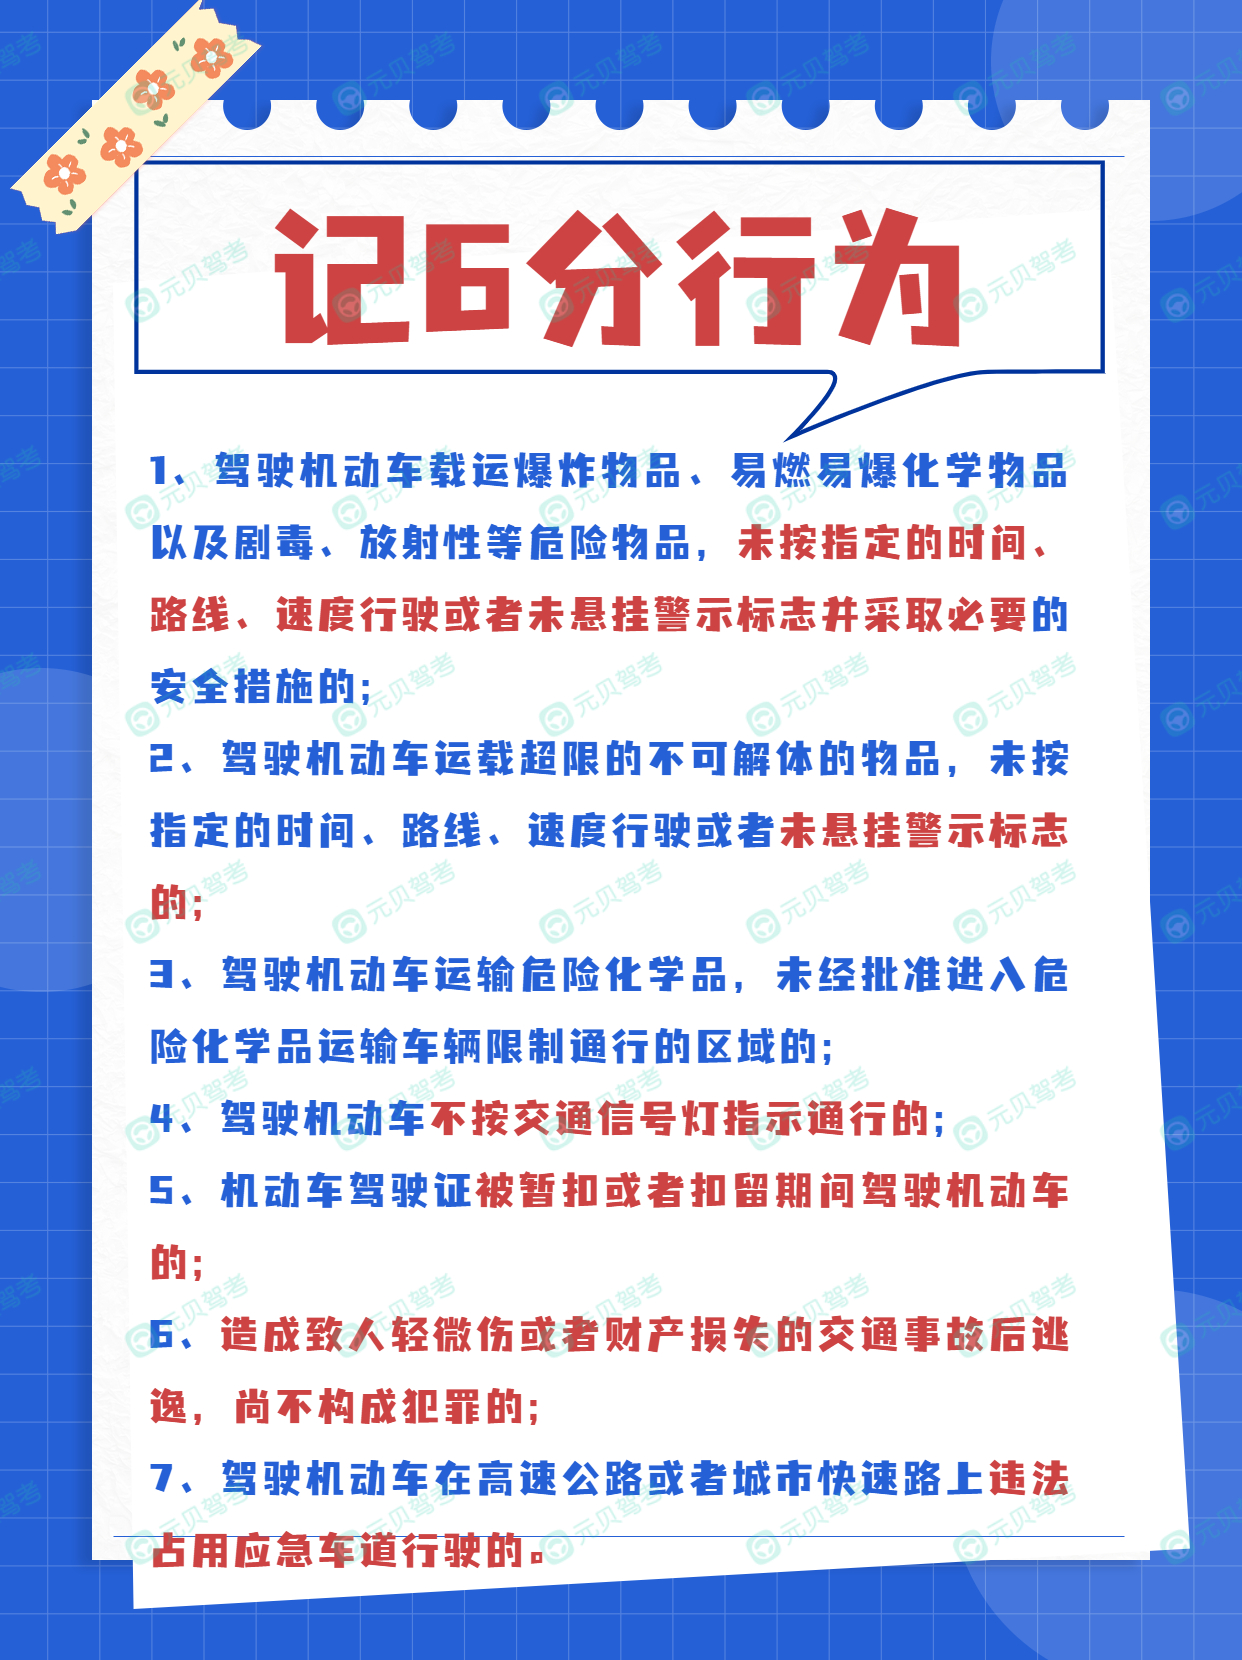 记6分行为
1、驾驶机动车载运爆炸物品、易燃易爆化学物品
以及剧毒、放射性等危险物品，未按指定的时间、
路线、速度行驶或者未悬挂警示标志并采取必要的
安全措施的；
2、驾驶机动车运载超限的不可解体的物品，未按
指定的时间、路线、速度行驶或者未悬挂警示标志
的；
3、驾驶机动车运输危险化学品，未经批准进入危
险化学品运输车辆限制通行的区域的；
4、驾驶机动车不按交通信号灯指示通行的；
5、机动车驾驶证被暂扣或者扣留期间驾驶机动车
的；
6、造成致人轻微伤或者财产损失的交通事故后逃
逸，尚不构成犯罪的；
7、驾驶机动车在高速公路或者城市快速路上违法
占用应急车道行驶的。
元贝驾考